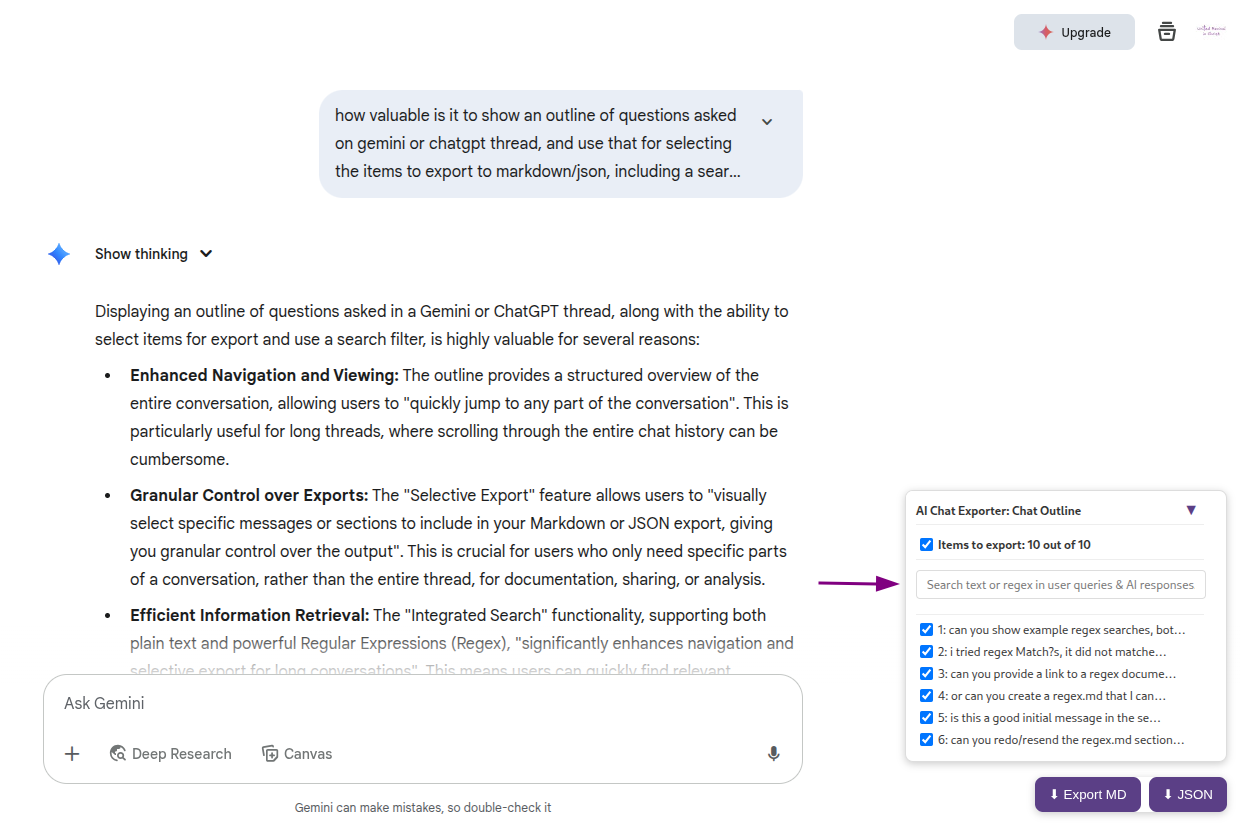 Upgrade
how valuable is it to show an outline of questions asked
on gemini or chatgpt thread, and use that for selecting
the items to export to markdown/json, including a sear...
Show thinking
Displaying an outline of questions asked in a Gemini or ChatGPT thread, along with the ability to
select items for export and use a search filter, is highly valuable for several reasons:
• Enhanced Navigation and Viewing: The outline provides a structured overview of the
entire conversation, allowing users to "quickly jump to any part of the conversation". This is
particularly useful for long threads, where scrolling through the entire chat history can be
cumbersome.
• Granular Control over Exports: The "Selective Export" feature allows users to "visually
select specific messages or sections to include in your Markdown or JSON export, giving
you granular control over the output". This is crucial for users who only need specific parts
of a conversation, rather than the entire thread, for documentation, sharing, or analysis.
• Efficient Information Retrieval: The "Integrated Search" functionality, supporting both
plain text and powerful Regular Expressions (Regex), "significantly enhances navigation and
selective export for long conversations". This means users can quickly find relevant
Ask Gemini
Deep Research
Canvas
Gemini can make mistakes, so double-check it
AI Chat Exporter: Chat Outline
Items to export: 10 out of 10
Search text or regex in user queries & AI responses
1: can you show example regex searches, bot...
2: i tried regex Match?s, it did not matche...
3: can you provide a link to a regex docume...
4: or can you create a regex.md that I can...
5: is this a good initial message in the se...
6: can you redo/resend the regex.md section...
⬇ Export MD
⬇ JSON